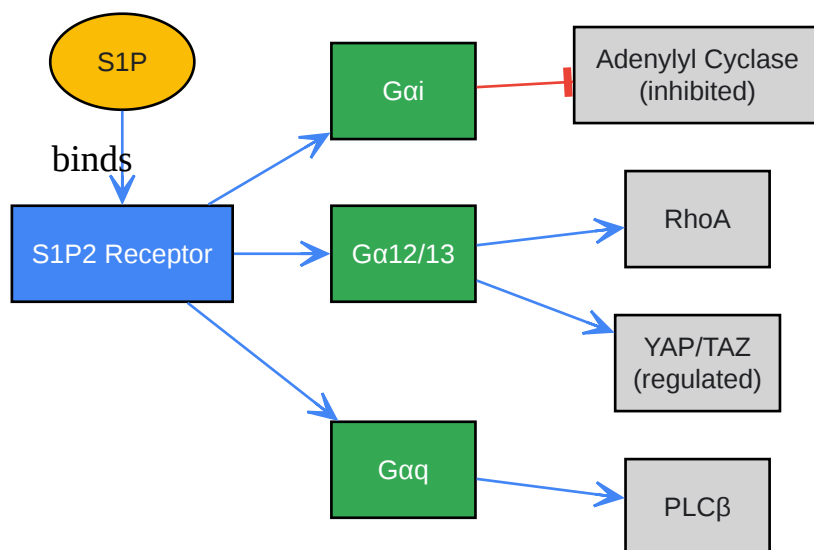 S1P
binds
S1P2 Receptor
Gαi
Gα12/13
Gαq
Adenylyl Cyclase
(inhibited)
RhoA
YAP/TAZ
(regulated)
PLCβ